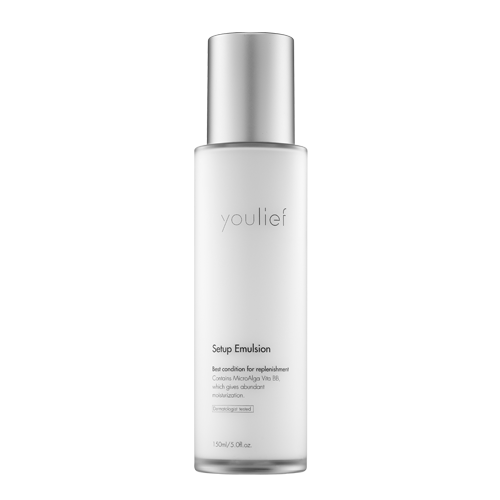 youlief
Setup Emulsion
Best condition for replenishment
Contains MicroAlga Vita BB,
which gives abundant
moisturization.
Dermatologist tested
150ml/5.0fl.oz.